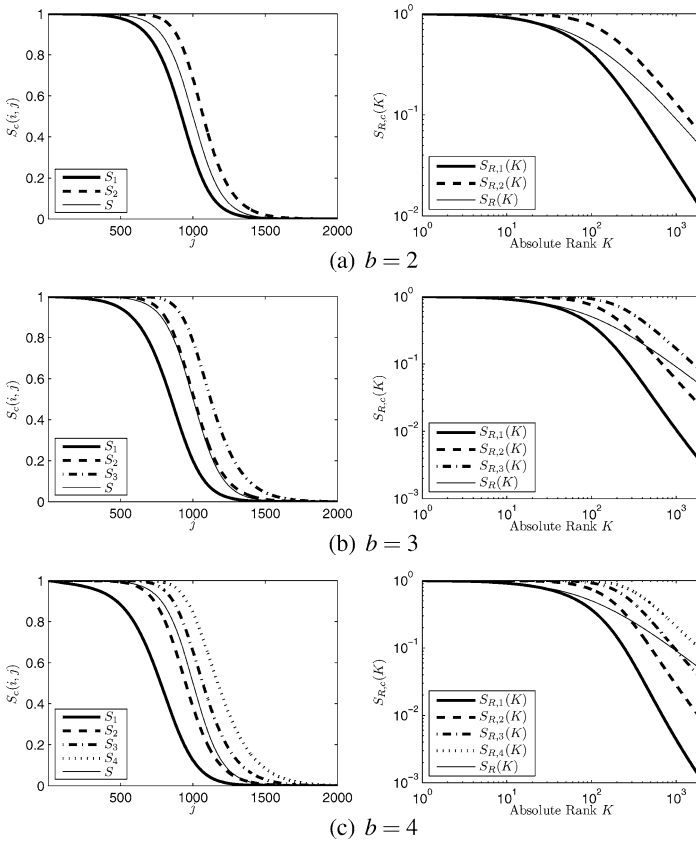 1
0.8
0.6
0.4
0.2
0
S_c(i, j)
S_1
S_2
S
500 1000 1500 2000
j
10^0
10^{-1}
10^{-2}
S_{R,c}(K)
S_{R,1}(K)
S_{R,2}(K)
S_R(K)
10^0 10^1 10^2 10^3
Absolute Rank K
(a) b = 2
1
0.8
0.6
0.4
0.2
0
S_c(i, j)
S_1
S_2
S_3
S
500 1000 1500 2000
j
10^0
10^{-1}
10^{-2}
10^{-3}
S_{R,c}(K)
S_{R,1}(K)
S_{R,2}(K)
S_{R,3}(K)
S_R(K)
10^0 10^1 10^2 10^3
Absolute Rank K
(b) b = 3
1
0.8
0.6
0.4
0.2
0
S_c(i, j)
S_1
S_2
S_3
S_4
S
500 1000 1500 2000
j
10^0
10^{-1}
10^{-2}
10^{-3}
S_{R,c}(K)
S_{R,1}(K)
S_{R,2}(K)
S_{R,3}(K)
S_{R,4}(K)
S_R(K)
10^0 10^1 10^2 10^3
Absolute Rank K
(c) b = 4